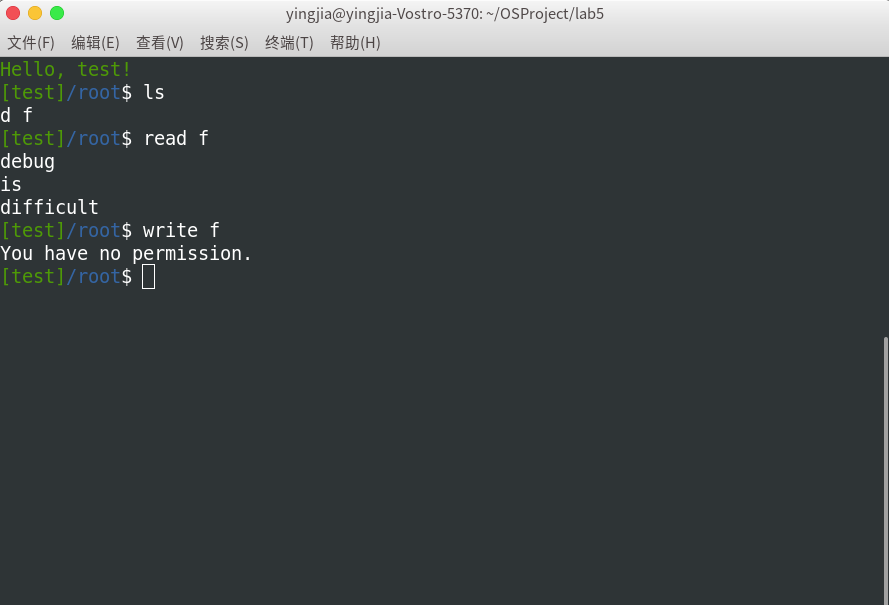 yingjia@yingjia-Vostro-5370: ~/OSProject/lab5
文件(F) 编辑(E) 查看(V) 搜索(S) 终端(T) 帮助(H)
Hello, test!
[test]/root$ ls
d f
[test]/root$ read f
debug
is
difficult
[test]/root$ write f
You have no permission.
[test]/root$